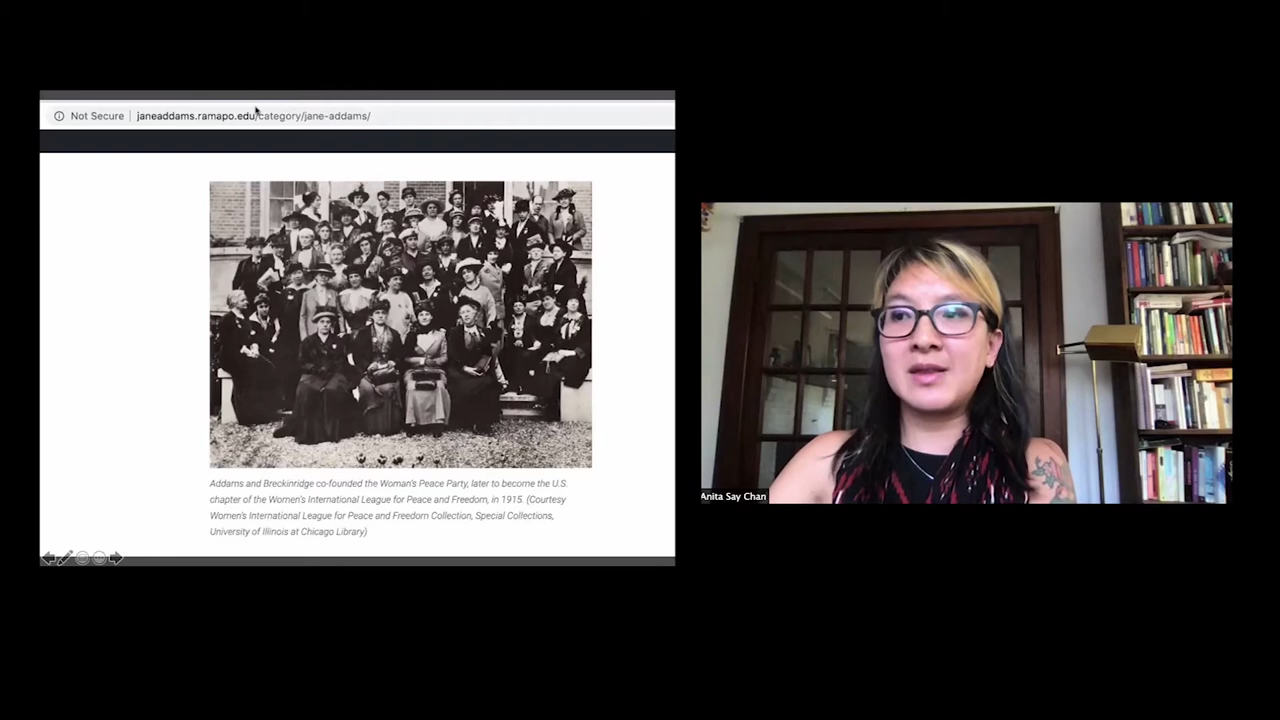 Not Secure | janeaddams.ramapo.edu/category/jane-addams/
Addams and Breckinridge co-founded the Woman's Peace Party, later to become the U.S.
chapter of the Women's International League for Peace and Freedom, in 1915. (Courtesy
Women's International League for Peace and Freedom Collection, Special Collections,
University of Illinois at Chicago Library)
Anita Say Chan